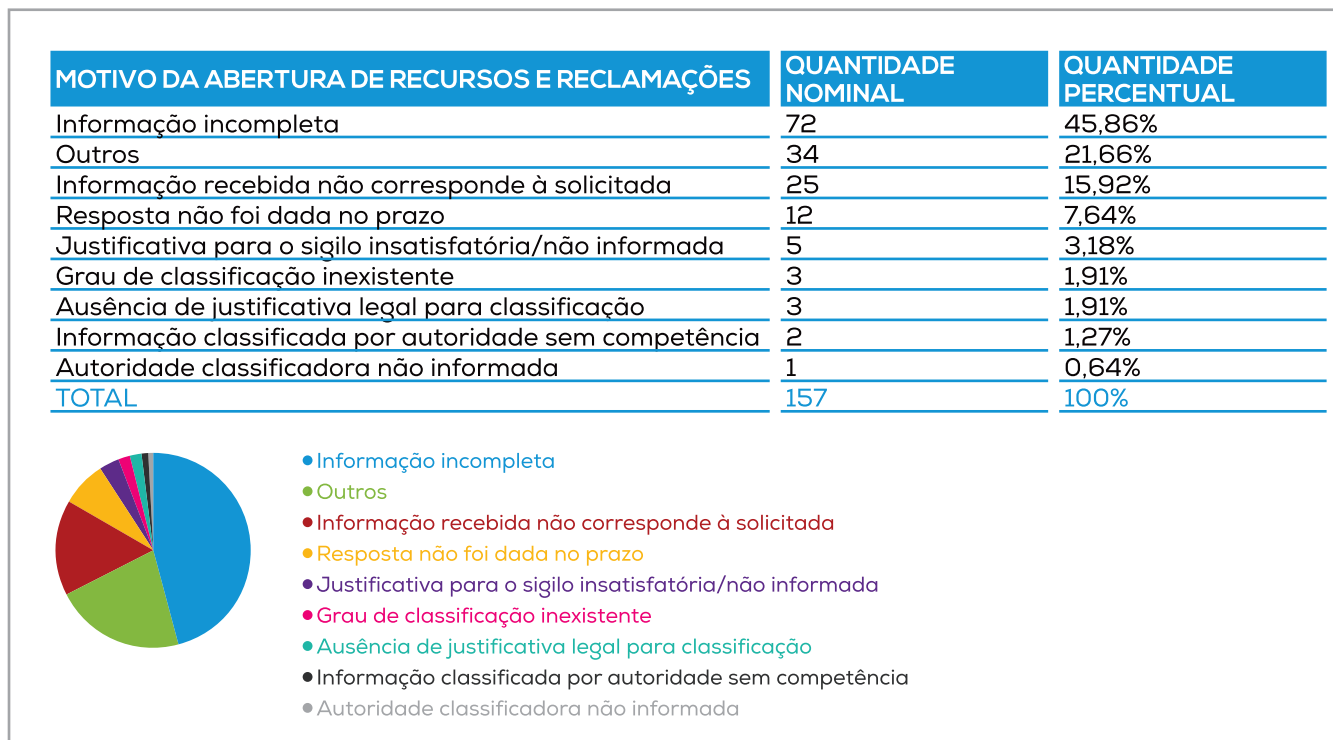 MOTIVO DA ABERTURA DE RECURSOS E RECLAMAÇÕES QUANTIDADE NOMINAL QUANTIDADE PERCENTUAL
Informação incompleta 72 45,86%
Outros 34 21,66%
Informação recebida não corresponde à solicitada 25 15,92%
Resposta não foi dada no prazo 12 7,64%
Justificativa para o sigilo insatisfatória/não informada 5 3,18%
Grau de classificação inexistente 3 1,91%
Ausência de justificativa legal para classificação 3 1,91%
Informação classificada por autoridade sem competência 2 1,27%
Autoridade classificadora não informada 1 0,64%
TOTAL 157 100%
Informação incompleta
Outros
Informação recebida não corresponde à solicitada
Resposta não foi dada no prazo
Justificativa para o sigilo insatisfatória/não informada
Grau de classificação inexistente
Ausência de justificativa legal para classificação
Informação classificada por autoridade sem competência
Autoridade classificadora não informada